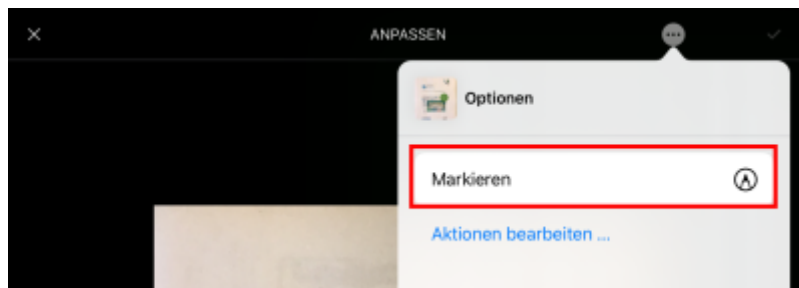 ANPASSEN
Optionen
Markieren
Aktionen bearbeiten ...